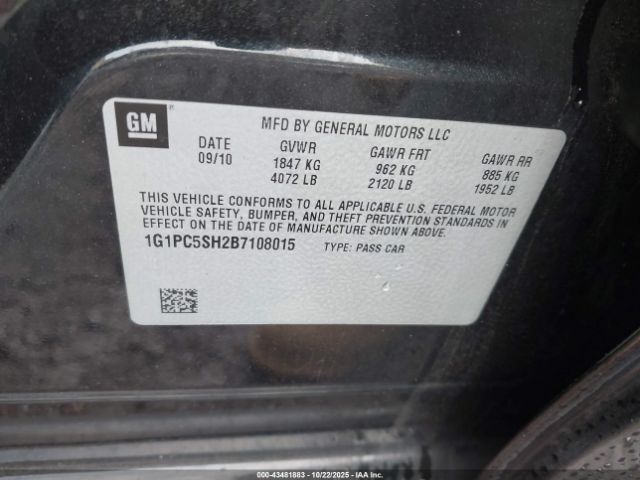 GM
MFD BY GENERAL MOTORS LLC
DATE GVWR GAWR FRT GAWR RR
09/10 1847 KG 962 KG 885 KG
4072 LB 2120 LB 1952 LB
THIS VEHICLE CONFORMS TO ALL APPLICABLE U.S. FEDERAL MOTOR
VEHICLE SAFETY, BUMPER, AND THEFT PREVENTION STANDARDS IN
EFFECT ON THE DATE OF MANUFACTURE SHOWN ABOVE.
1G1PC5SH2B7108015 TYPE: PASS CAR
00-43481883 - 10/22/2025 - © IAA, Inc.